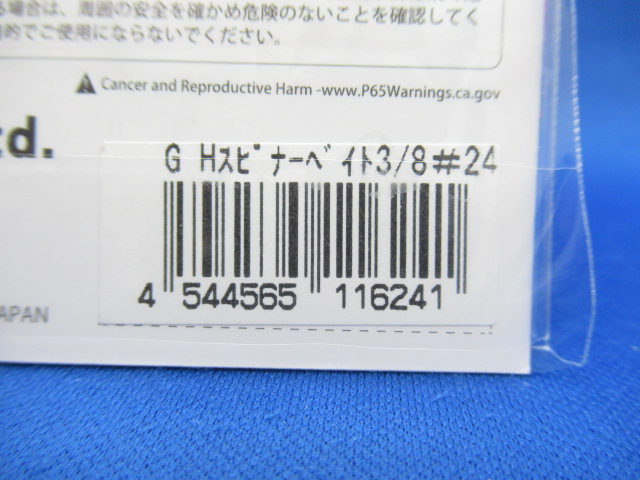 る場合は、周囲の安全を確かめ危険のないことを確認してく
的でご使用にならないでください。
Cancer and Reproductive Harm -www.P65Warnings.ca.gov
td.
G Hスピナーベイト3/8#24
4 544565 116241
JAPAN